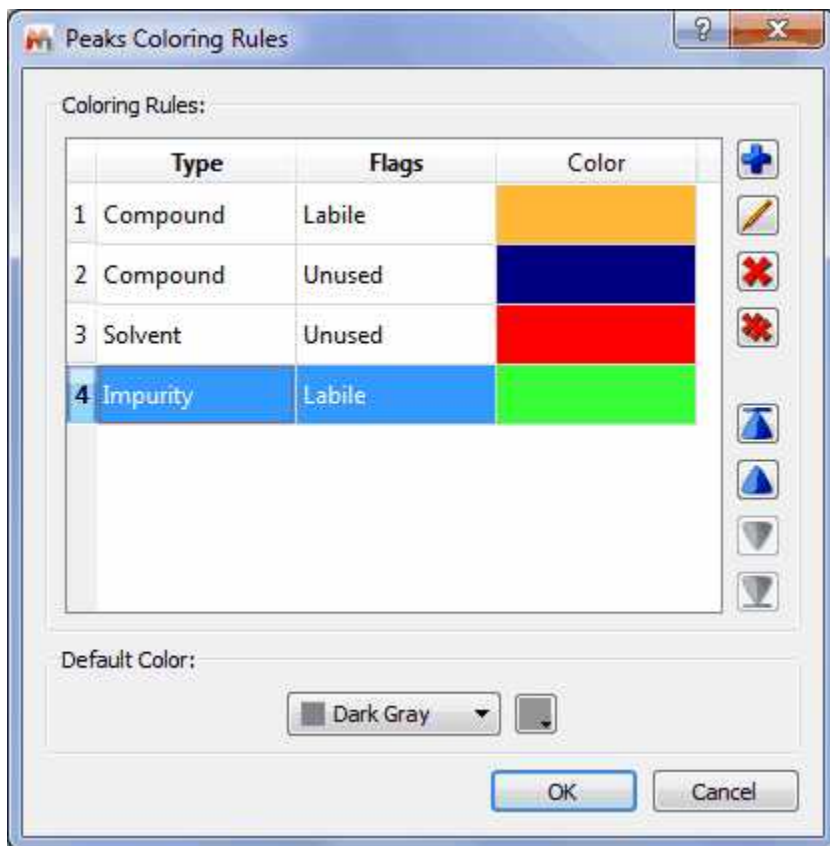 Peaks Coloring Rules
Coloring Rules:
Type Flags Color
1 Compound Labile
2 Compound Unused
3 Solvent Unused
4 Impurity Labile
Default Color:
Dark Gray
OK Cancel